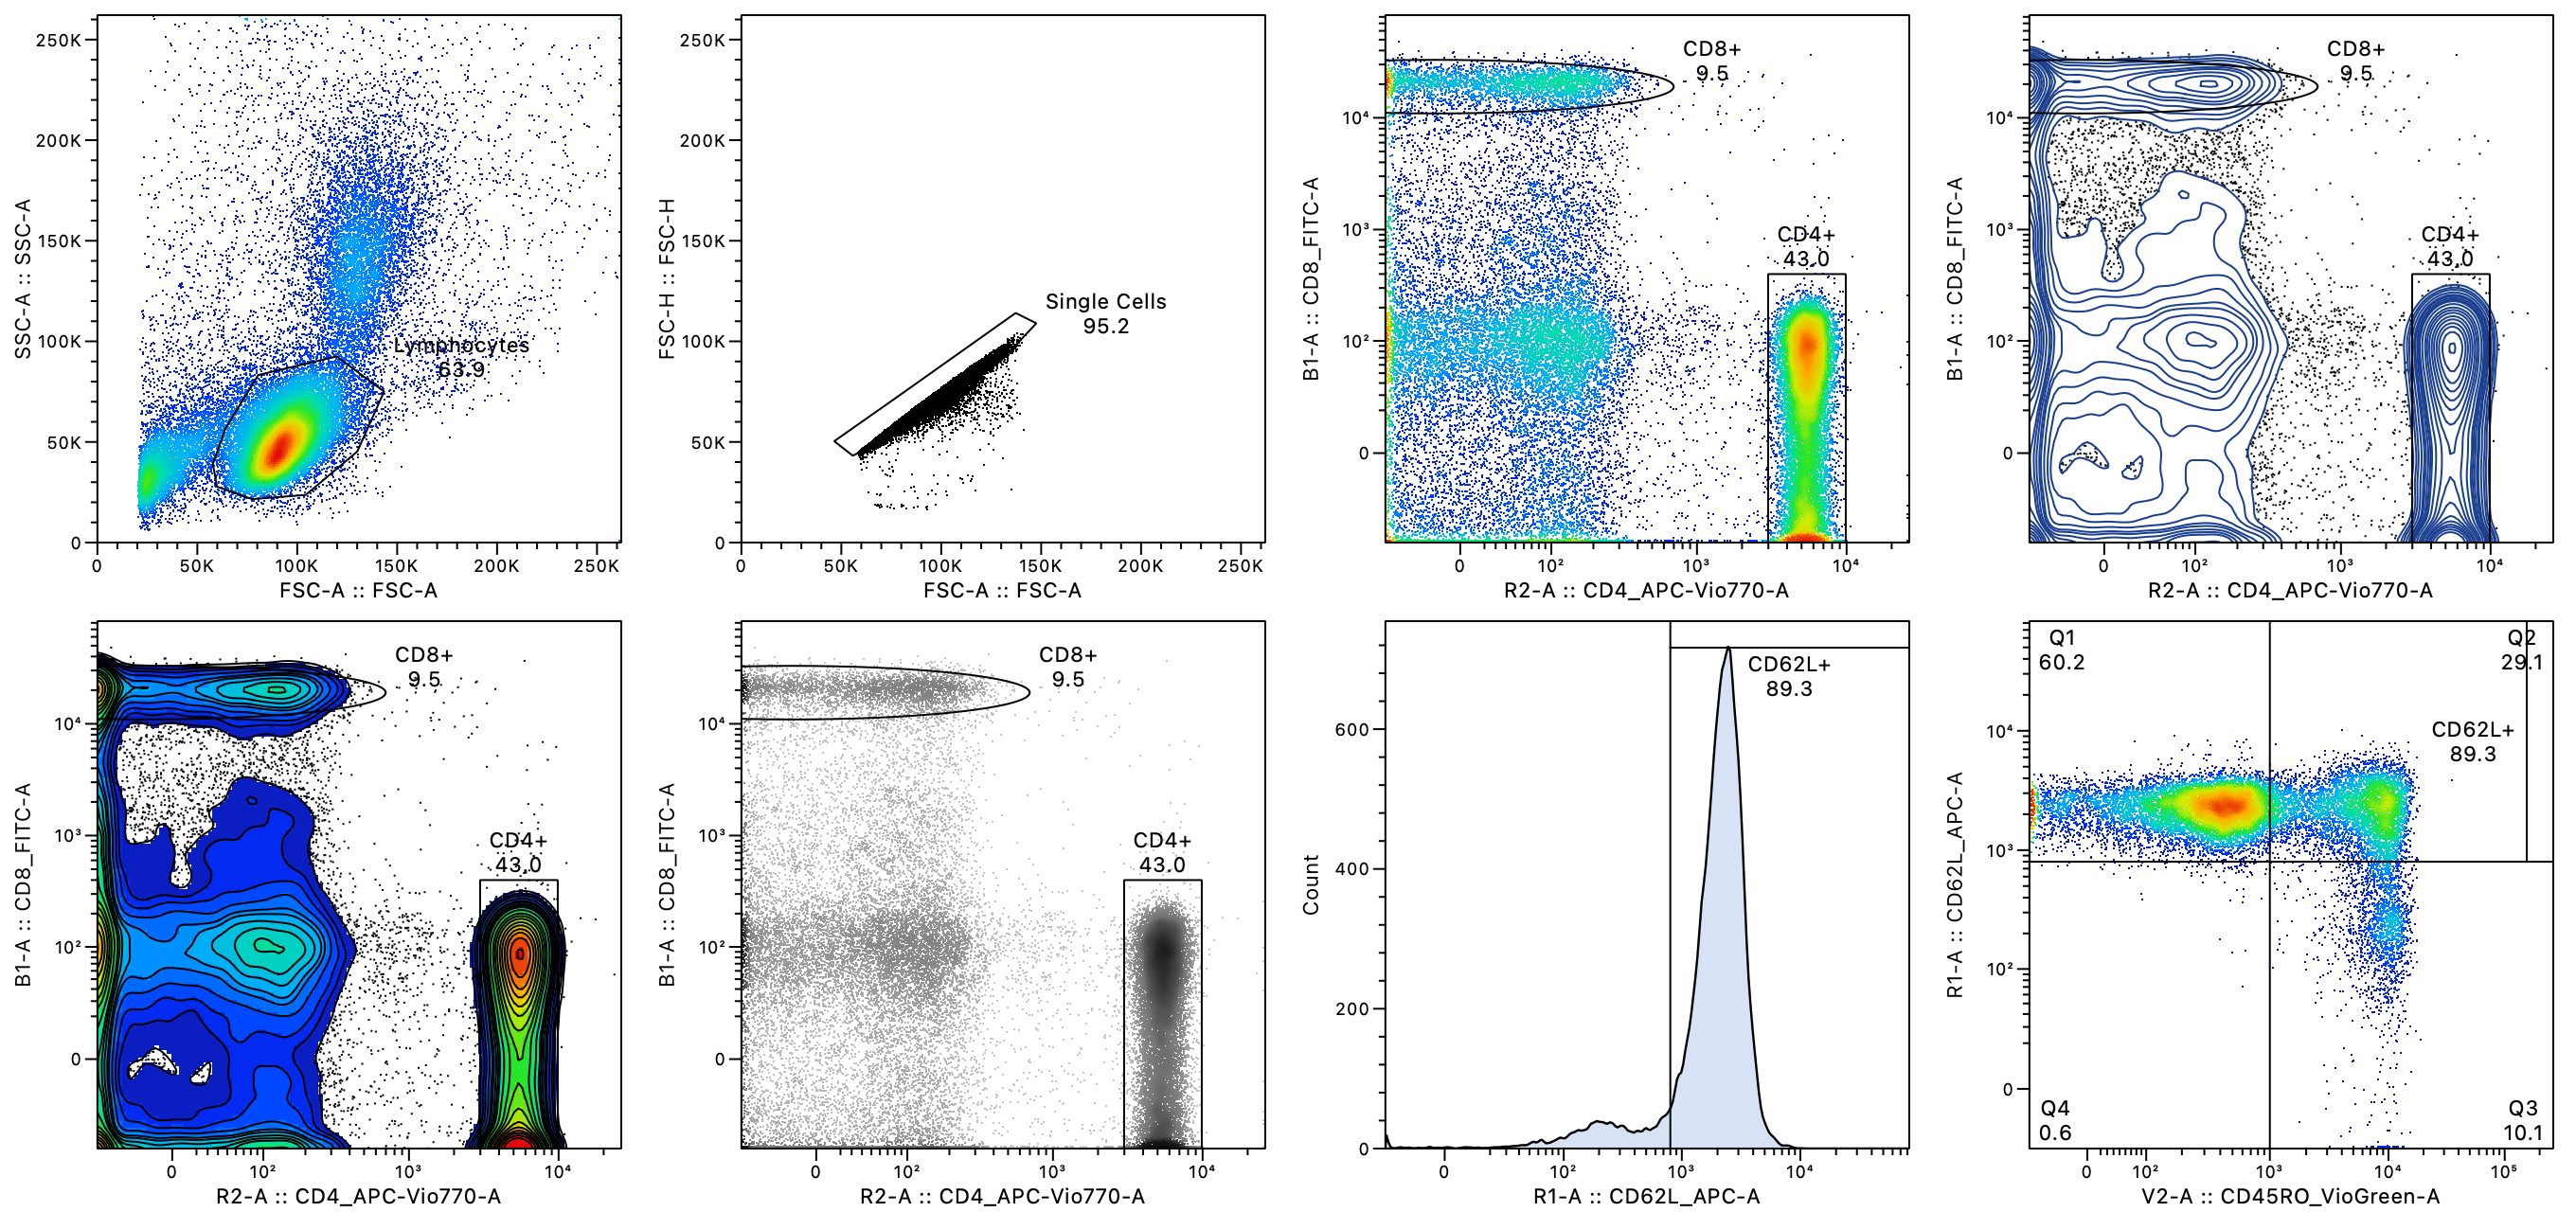 250K
200K
150K
100K
50K
0
SSC-A :: SSC-A
Lymphocytes
63.9
0 50K 100K 150K 200K 250K
FSC-A :: FSC-A
250K
200K
150K
100K
50K
0
FSC-H :: FSC-H
Single Cells
95.2
0 50K 100K 150K 200K 250K
FSC-A :: FSC-A
CD8+
9.5
10⁴
10³
10²
0
B1-A :: CD8_FITC-A
CD4+
43.0
0 10² 10³ 10⁴
R2-A :: CD4_APC-Vio770-A
CD8+
9.5
10⁴
10³
10²
0
B1-A :: CD8_FITC-A
CD4+
43.0
0 10² 10³ 10⁴
R2-A :: CD4_APC-Vio770-A
CD8+
9.5
10⁴
10³
10²
0
B1-A :: CD8_FITC-A
CD4+
43.0
0 10² 10³ 10⁴
R2-A :: CD4_APC-Vio770-A
CD8+
9.5
10⁴
10³
10²
0
B1-A :: CD8_FITC-A
CD4+
43.0
0 10² 10³ 10⁴
R2-A :: CD4_APC-Vio770-A
CD62L+
89.3
600
400
200
0
Count
0 10² 10³ 10⁴
R1-A :: CD62L_APC-A
Q1
60.2
Q2
29.1
CD62L+
89.3
10⁴
10³
10²
0
R1-A :: CD62L_APC-A
Q4
0.6
Q3
10.1
0 10² 10³ 10⁴ 10⁵
V2-A :: CD45RO_VioGreen-A